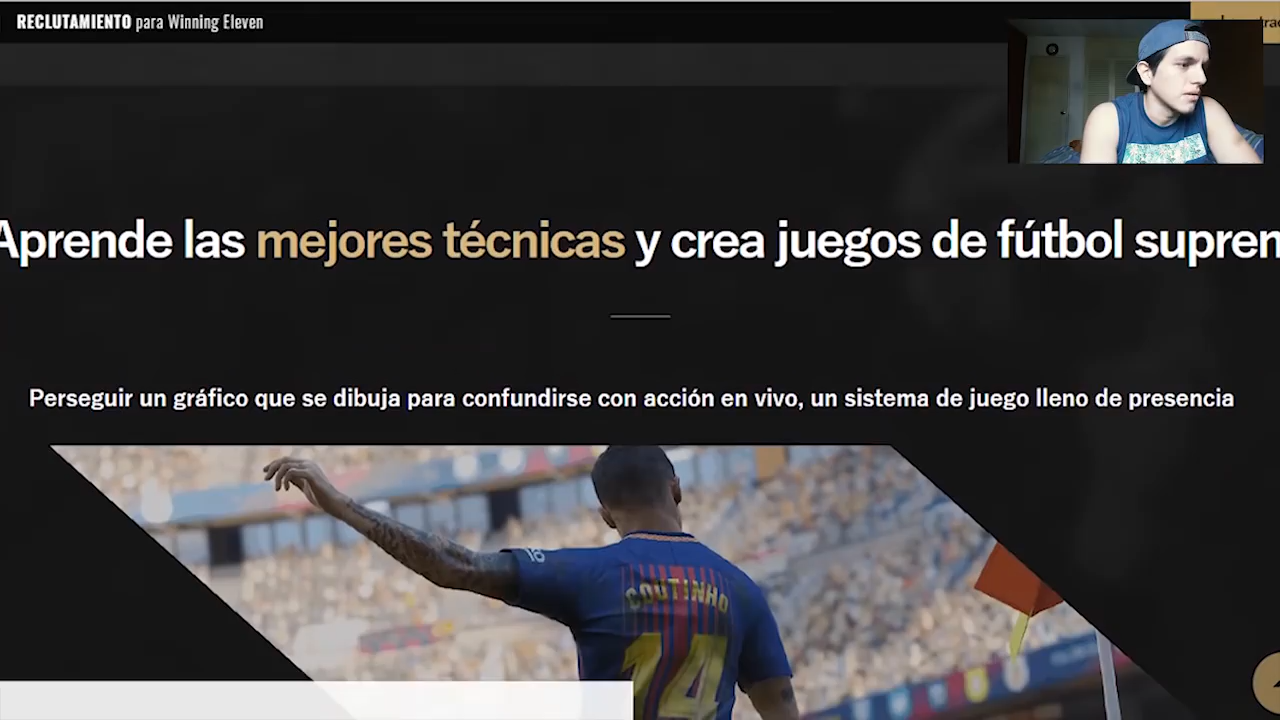 RECLUTAMIENTO para Winning Eleven
Aprende las mejores técnicas y crea juegos de fútbol suprem
Perseguir un gráfico que se dibuja para confundirse con acción en vivo, un sistema de juego lleno de presencia
COUTINHO
14